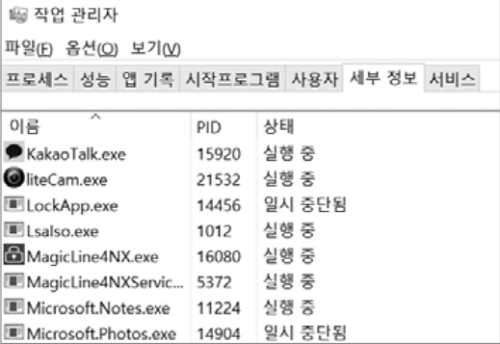 작업 관리자
파일(F) 옵션(O) 보기(V)
프로세스 성능 앱 기록 시작프로그램 사용자 세부 정보 서비스
이름 PID 상태
KakaoTalk.exe 15920 실행 중
liteCam.exe 21532 실행 중
LockApp.exe 14456 일시 중단됨
Lsalso.exe 1012 실행 중
MagicLine4NX.exe 16080 실행 중
MagicLine4NXServic... 5372 실행 중
Microsoft.Notes.exe 11224 실행 중
Microsoft.Photos.exe 14904 일시 중단됨